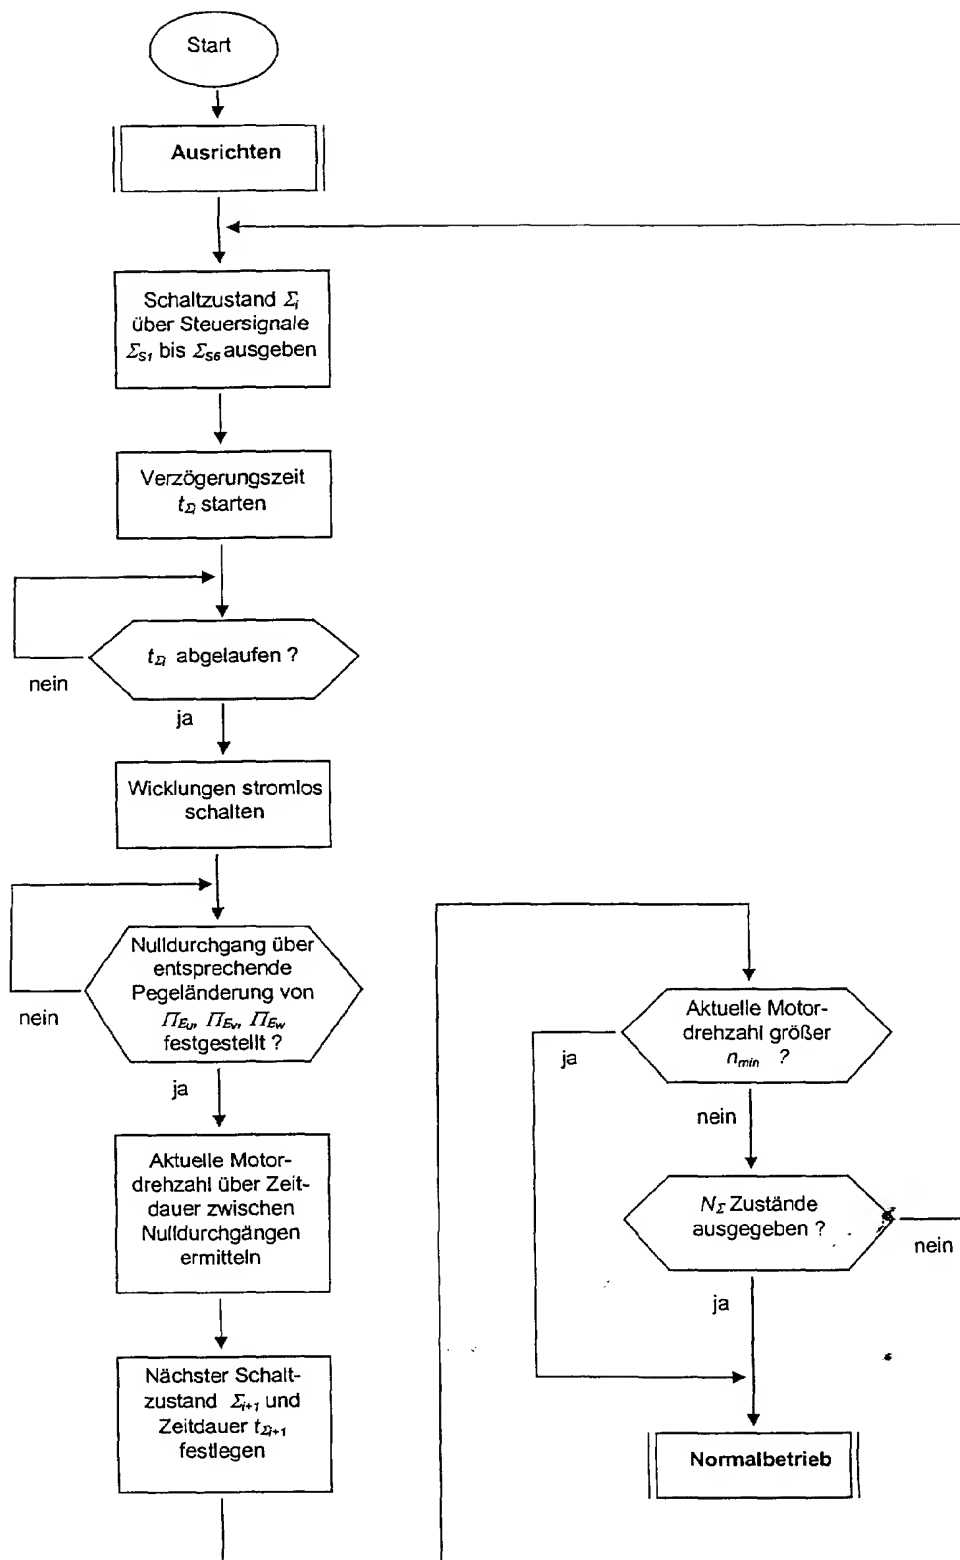 Start
Ausrichten
Schaltzustand Σi
über Steuersignale
ΣS1 bis ΣS6 ausgeben
Verzögerungszeit
tΣi starten
tΣi abgelaufen ?
nein
ja
Wicklungen stromlos
schalten
Nulldurchgang über
entsprechende
Pegeländerung von
ΠEu, ΠEv, ΠEw
festgestellt ?
nein
ja
Aktuelle Motor-
drehzahl über Zeit-
dauer zwischen
Nulldurchgängen
ermitteln
Nächster Schalt-
zustand Σi+1 und
Zeitdauer tΣi+1
festlegen
Aktuelle Motor-
drehzahl größer
nmin ?
ja
nein
NΣ Zustände
ausgegeben ?
nein
ja
Normalbetrieb